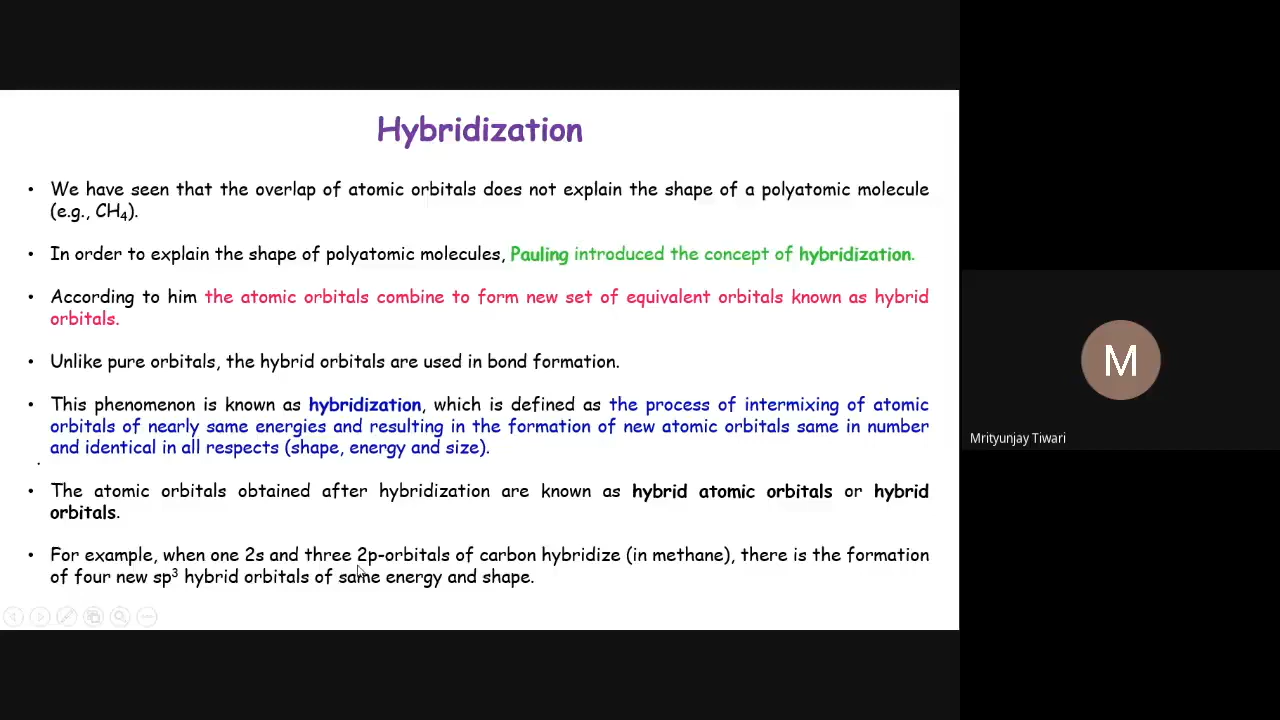 Hybridization
• We have seen that the overlap of atomic orbitals does not explain the shape of a polyatomic molecule
(e.g., CH₄).
• In order to explain the shape of polyatomic molecules, Pauling introduced the concept of hybridization.
• According to him the atomic orbitals combine to form new set of equivalent orbitals known as hybrid
orbitals.
• Unlike pure orbitals, the hybrid orbitals are used in bond formation.
• This phenomenon is known as hybridization, which is defined as the process of intermixing of atomic
orbitals of nearly same energies and resulting in the formation of new atomic orbitals same in number
and identical in all respects (shape, energy and size).
• The atomic orbitals obtained after hybridization are known as hybrid atomic orbitals or hybrid
orbitals.
• For example, when one 2s and three 2p-orbitals of carbon hybridize (in methane), there is the formation
of four new sp³ hybrid orbitals of same energy and shape.
M
Mrityunjay Tiwari